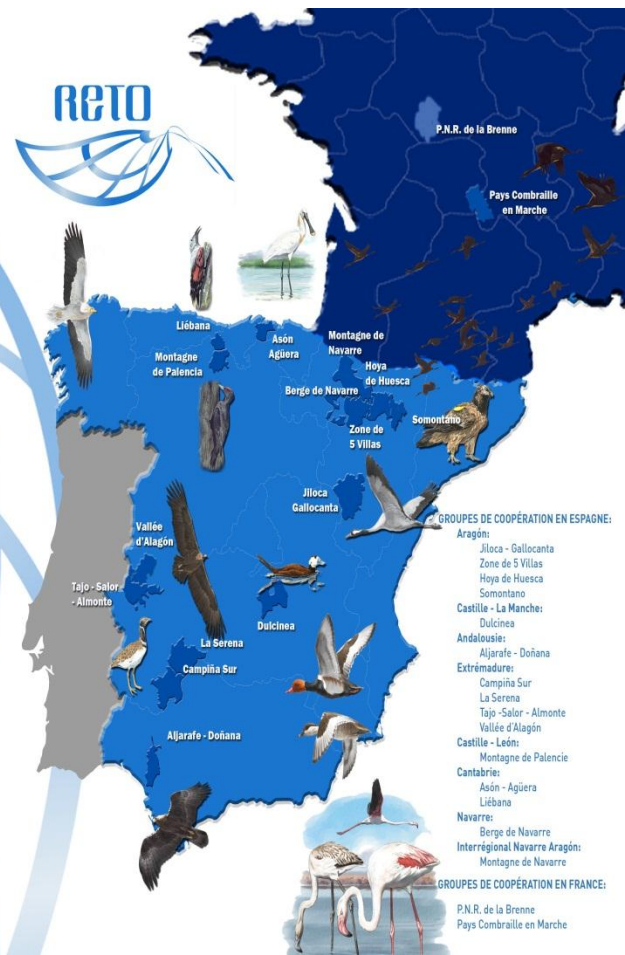 RETO
P.N.R. de la Brenne
Pays Combraille
en Marche
Liébana
Asón
Agüera
Montagne de
Navarre
Montagne
de Palencia
Hoya
de Huesca
Berge de Navarre
Somontano
Zone de
5 Villas
Jiloca
Gallocanta
Vallée
d'Alagón
Tajo - Salor
- Almonte
Dulcinea
La Serena
Campiña Sur
Aljarafe - Doñana
GROUPES DE COOPÉRATION EN ESPAGNE:
Aragón:
Jiloca - Gallocanta
Zone de 5 Villas
Hoya de Huesca
Somontano
Castille - La Manche:
Dulcinea
Andalousie:
Aljarafe - Doñana
Extrémadure:
Campiña Sur
La Serena
Tajo -Salor - Almonte
Vallée d'Alagón
Castille - León:
Montagne de Palencie
Cantabrie:
Asón - Agüera
Liébana
Navarre:
Berge de Navarre
Interrégional Navarre Aragón:
Montagne de Navarre
GROUPES DE COOPÉRATION EN FRANCE:
P.N.R. de la Brenne
Pays Combraille en Marche